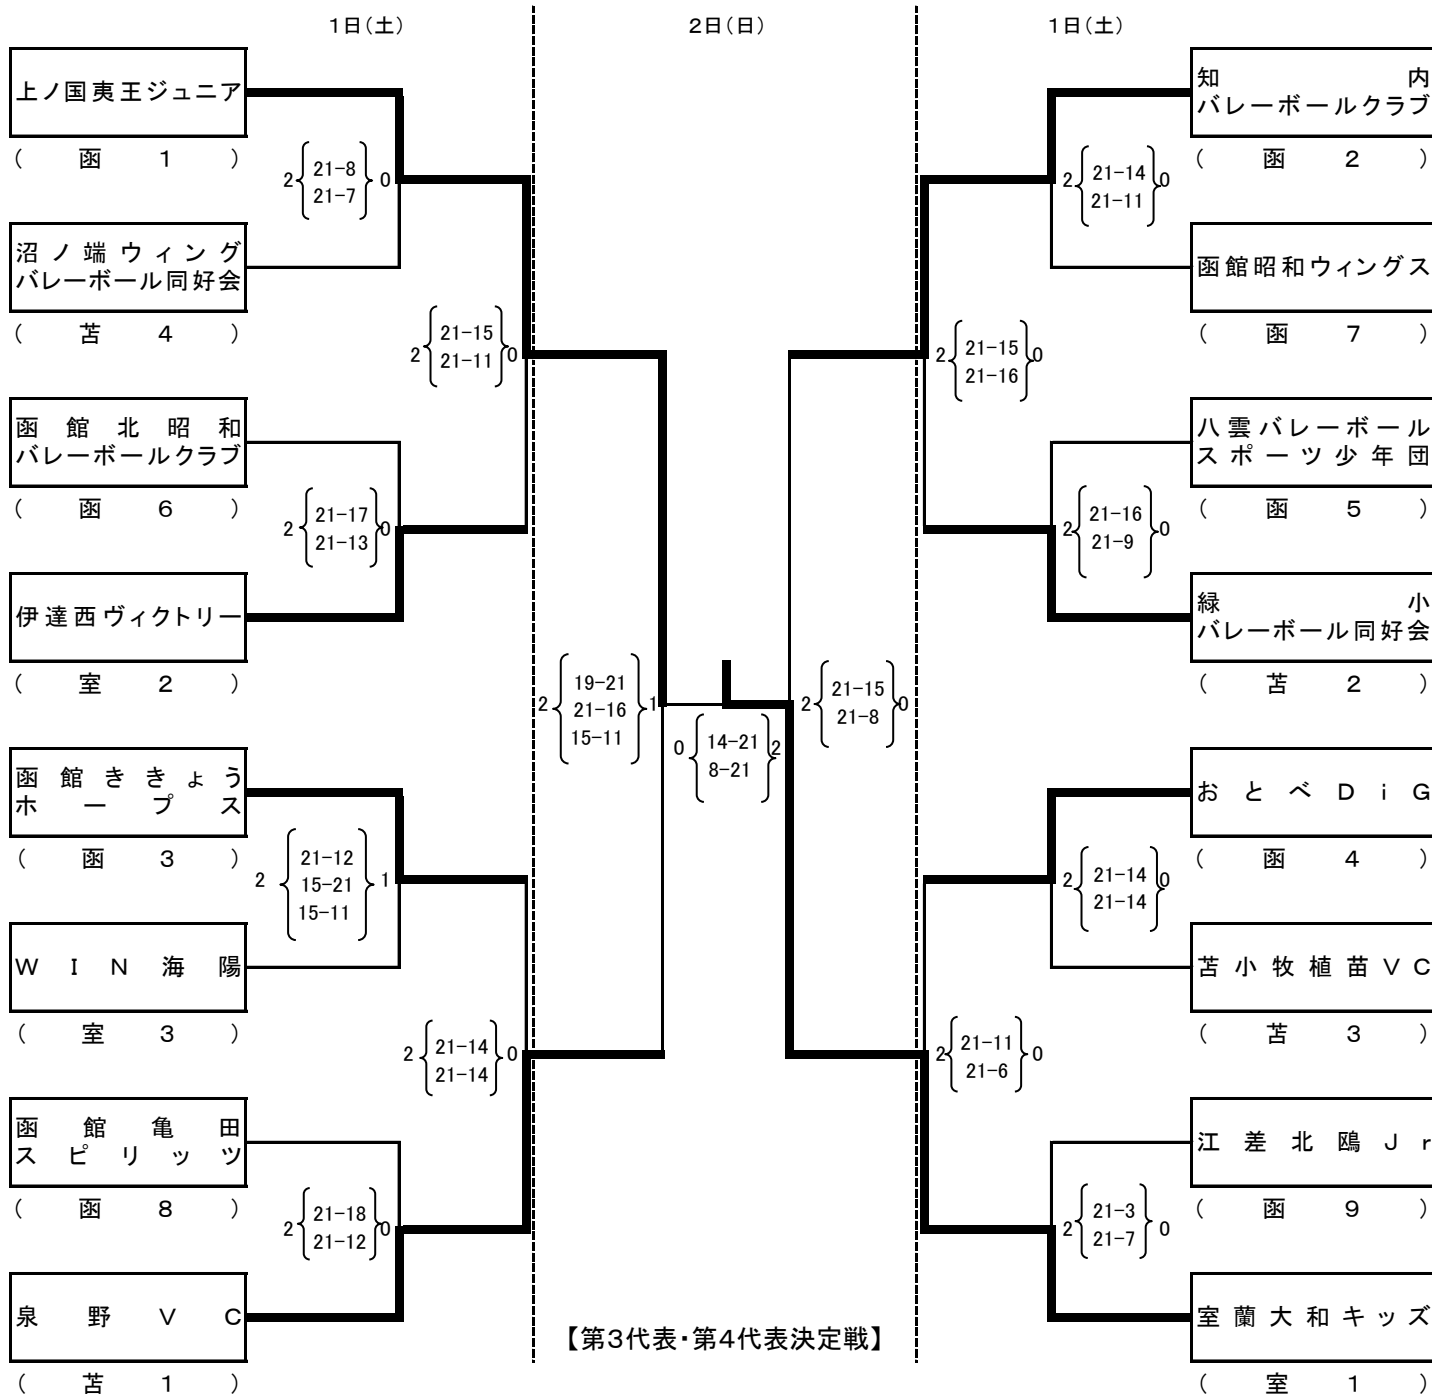 1日(土)
2日(日)
1日(土)
上ノ国夷王ジュニア
( 函 1 )
2 21-8 0
21-7
沼ノ端ウィング
バレーボール同好会
( 苫 4 )
2 21-15 0
21-11
函館北昭和
バレーボールクラブ
( 函 6 )
2 21-17 0
21-13
伊達西ヴィクトリー
( 室 2 )
2 19-21 1
21-16
15-11
函館ききょう
ホープス
( 函 3 )
2 21-12 1
15-21
15-11
WIN海陽
( 室 3 )
2 21-14 0
21-14
函館亀田
スピリッツ
( 函 8 )
2 21-18 0
21-12
泉野VC
( 苫 1 )
0 14-21 2
8-21
【第3代表・第4代表決定戦】
知内
バレーボールクラブ
( 函 2 )
2 21-14 0
21-11
函館昭和ウィングス
( 函 7 )
2 21-15 0
21-16
八雲バレーボール
スポーツ少年団
( 函 5 )
2 21-16 0
21-9
緑小
バレーボール同好会
( 苫 2 )
2 21-15 0
21-8
おとべDiG
( 函 4 )
2 21-14 0
21-14
苫小牧植苗VC
( 苫 3 )
2 21-11 0
21-6
江差北鴎Jr
( 函 9 )
2 21-3 0
21-7
室蘭大和キッズ
( 室 1 )